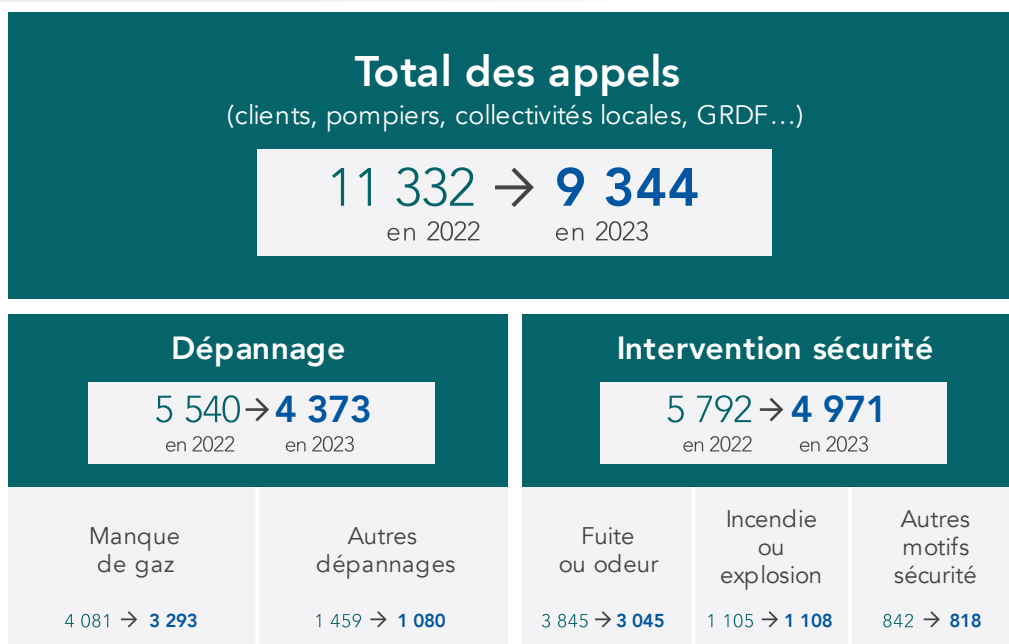 Total des appels
(clients, pompiers, collectivités locales, GRDF...)
11 332 → 9 344
en 2022 en 2023
Dépannage
5 540 → 4 373
en 2022 en 2023
Manque
de gaz
4 081 → 3 293
Autres
dépannages
1 459 → 1 080
Intervention sécurité
5 792 → 4 971
en 2022 en 2023
Fuite
ou odeur
3 845 → 3 045
Incendie
ou
explosion
1 105 → 1 108
Autres
motifs
sécurité
842 → 818